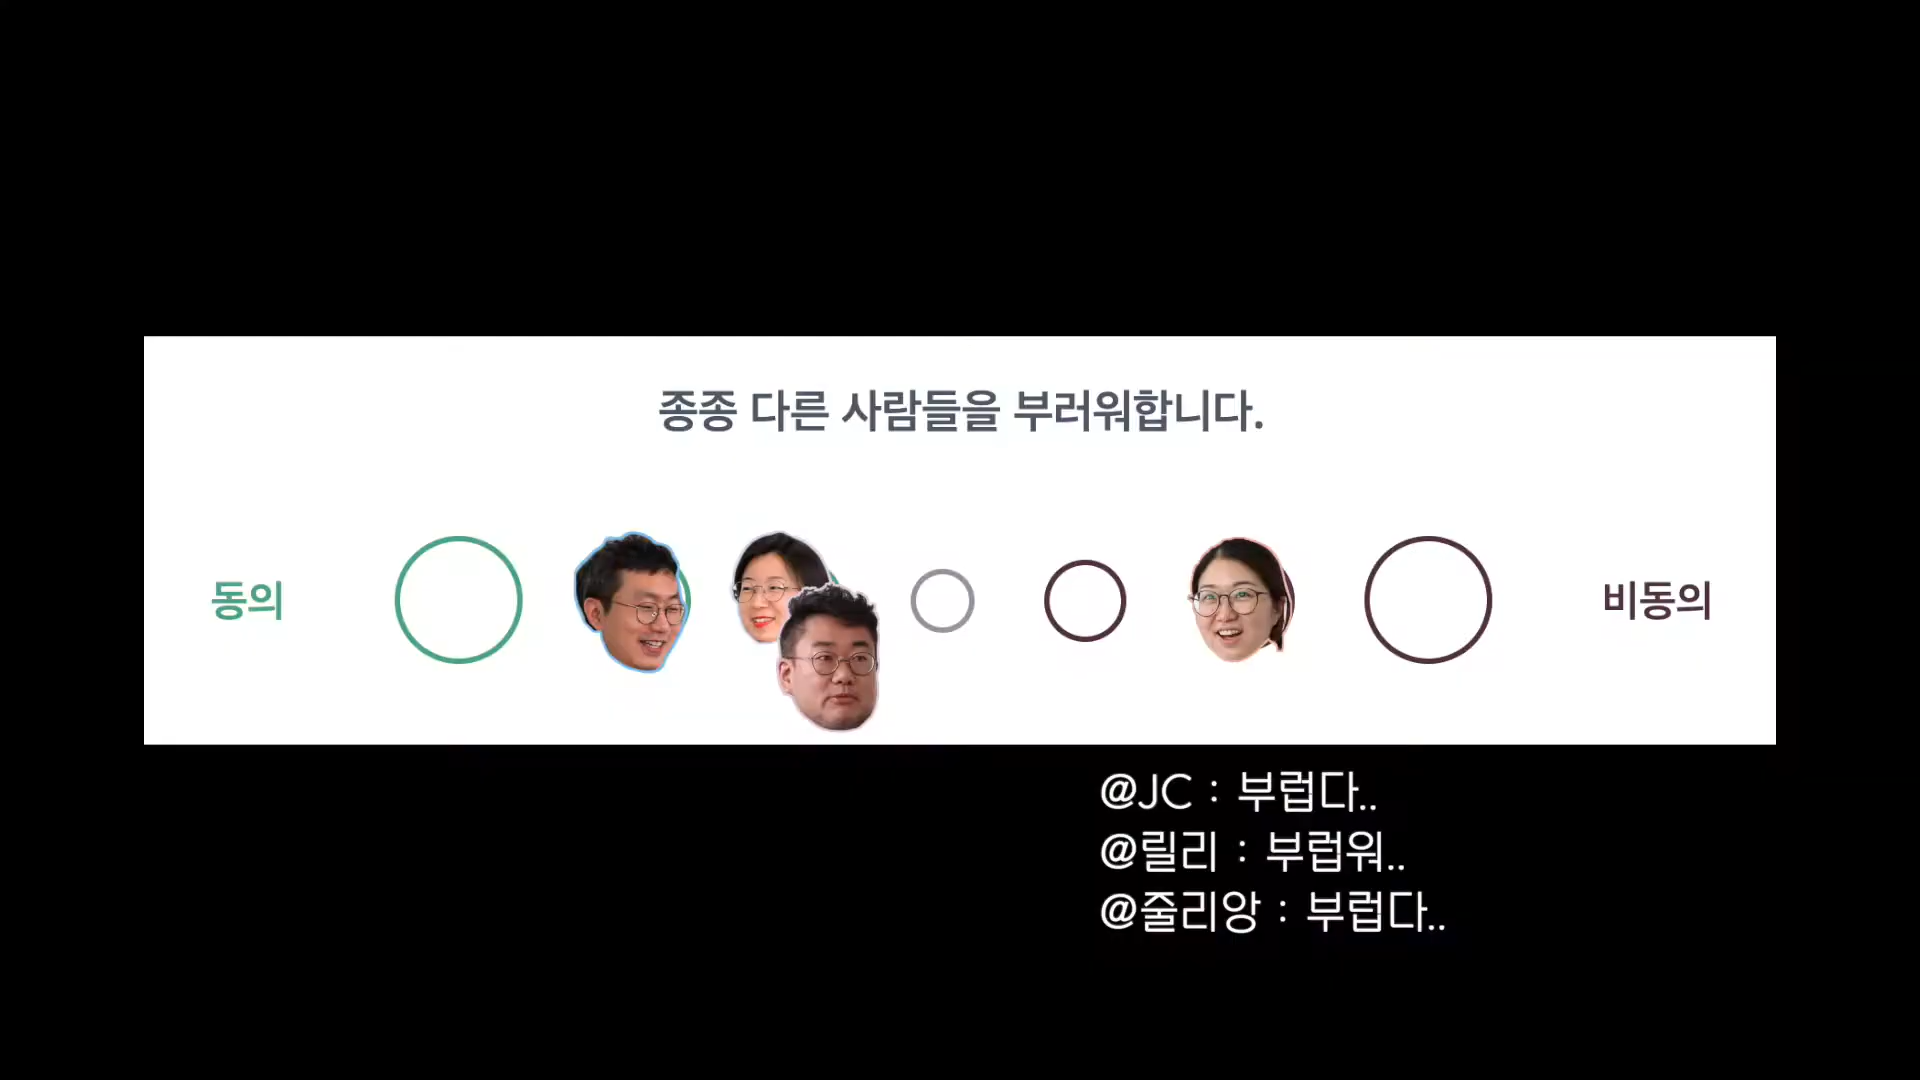 종종 다른 사람들을 부러워합니다.
동의
비동의
@JC : 부럽다..
@릴리 : 부럽워..
@줄리앙 : 부럽다..